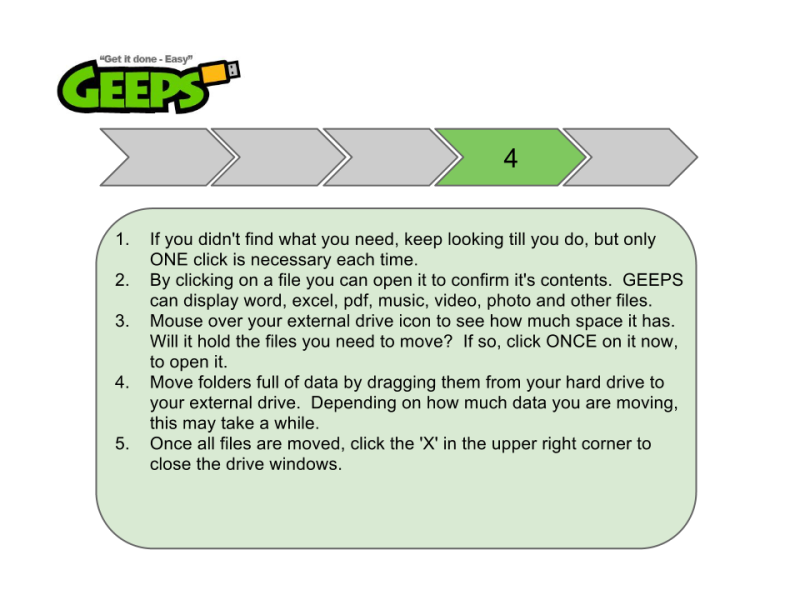 "Get it done - Easy"
GEEPS
4
1. If you didn't find what you need, keep looking till you do, but only
ONE click is necessary each time.
2. By clicking on a file you can open it to confirm it's contents.  GEEPS
can display word, excel, pdf, music, video, photo and other files.
3. Mouse over your external drive icon to see how much space it has.
Will it hold the files you need to move?  If so, click ONCE on it now,
to open it.
4. Move folders full of data by dragging them from your hard drive to
your external drive.  Depending on how much data you are moving,
this may take a while.
5. Once all files are moved, click the 'X' in the upper right corner to
close the drive windows.